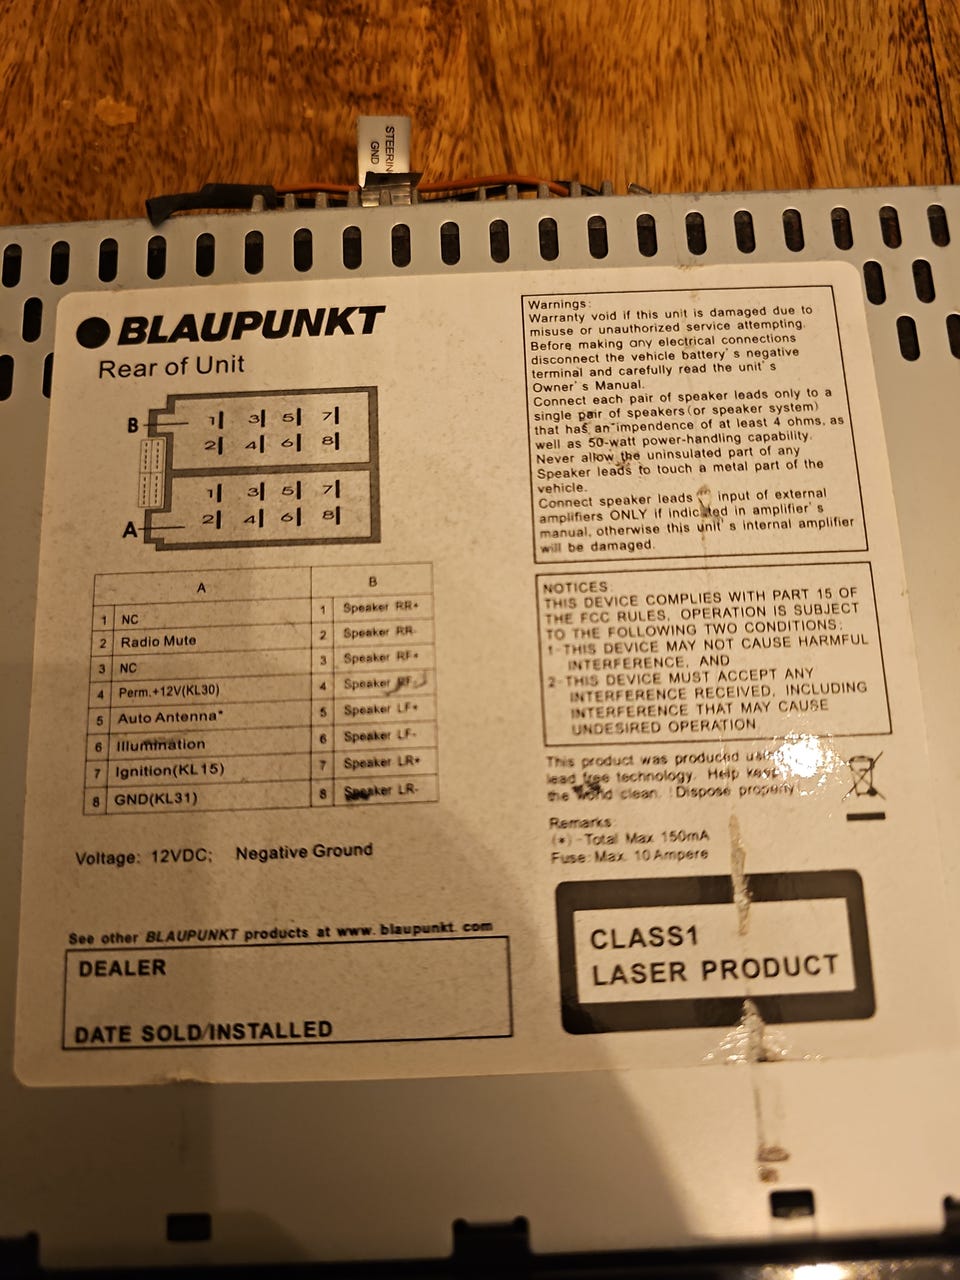 STEERIN
GND
BLAUPUNKT
Rear of Unit
B 1 3 5 7
2 4 6 8
1 3 5 7
A 2 4 6 8
A B
1 NC 1 Speaker RR+
2 Radio Mute 2 Speaker RR-
3 NC 3 Speaker RF+
4 Perm.+12V(KL30) 4 Speaker RF-
5 Auto Antenna* 5 Speaker LF+
6 Illumination 6 Speaker LF-
7 Ignition(KL15) 7 Speaker LR+
8 GND(KL31) 8 Speaker LR-
Voltage: 12VDC; Negative Ground
See other BLAUPUNKT products at www.blaupunkt.com
DEALER
DATE SOLD/INSTALLED
Warnings:
Warranty void if this unit is damaged due to
misuse or unauthorized service attempting.
Before making any electrical connections
disconnect the vehicle battery's negative
terminal and carefully read the unit's
Owner's Manual.
Connect each pair of speaker leads only to a
single pair of speakers(or speaker system)
that has an impendence of at least 4 ohms, as
well as 50-watt power-handling capability.
Never allow the uninsulated part of any
Speaker leads to touch a metal part of the
vehicle.
Connect speaker leads input of external
amplifiers ONLY if indicated in amplifier's
manual, otherwise this unit's internal amplifier
will be damaged.
NOTICES:
THIS DEVICE COMPLIES WITH PART 15 OF
THE FCC RULES, OPERATION IS SUBJECT
TO THE FOLLOWING TWO CONDITIONS:
1-THIS DEVICE MAY NOT CAUSE HARMFUL
INTERFERENCE, AND
2-THIS DEVICE MUST ACCEPT ANY
INTERFERENCE RECEIVED, INCLUDING
INTERFERENCE THAT MAY CAUSE
UNDESIRED OPERATION.
This product was produced
lead free technology. Help keep
the world clean. Dispose properly
Remarks:
(*)-Total Max 150mA
Fuse: Max. 10 Ampere
CLASS1
LASER PRODUCT